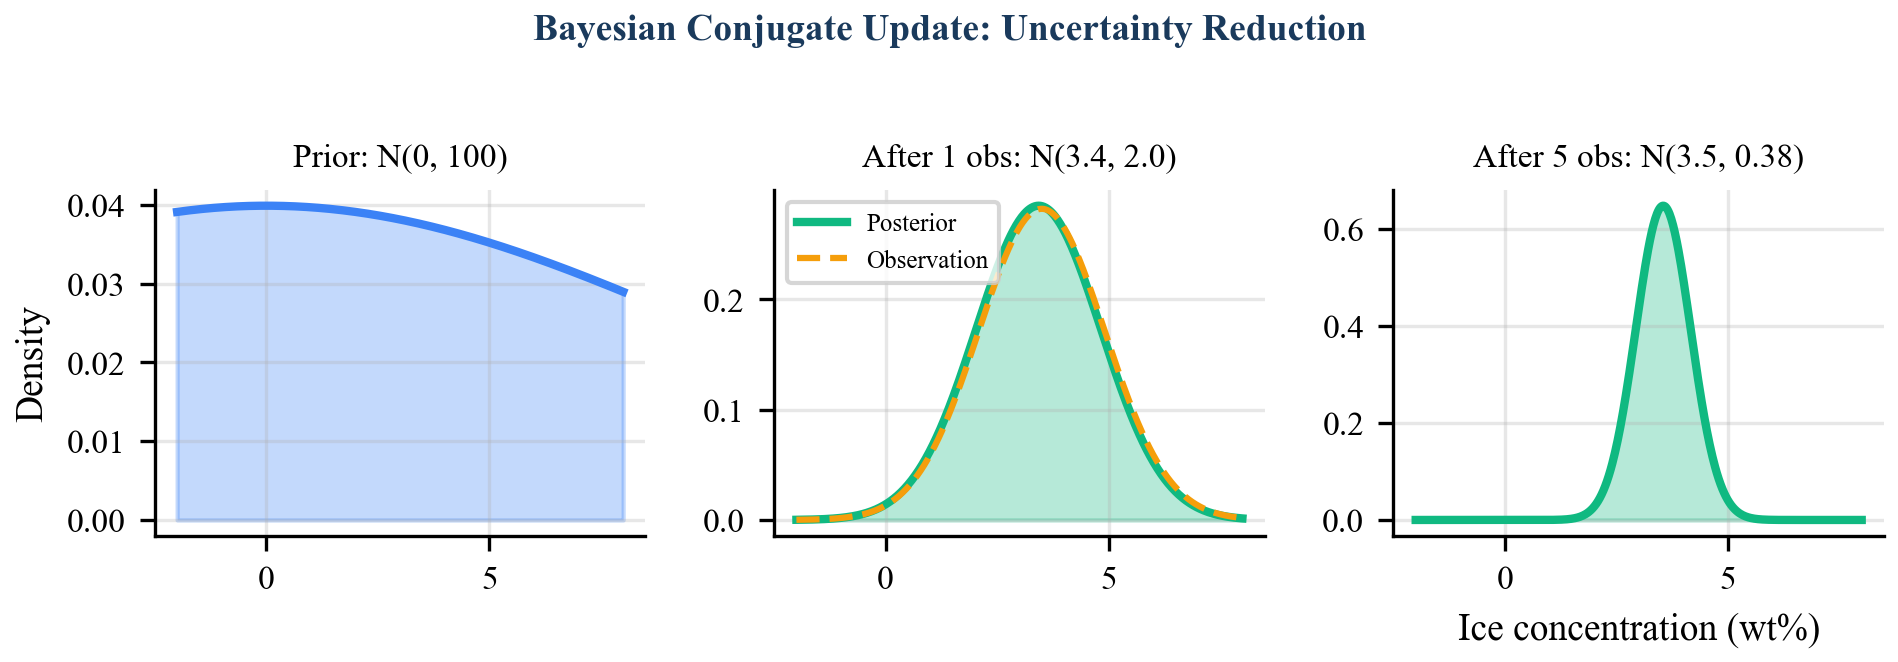 Bayesian Conjugate Update: Uncertainty Reduction
Prior: N(0, 100)
Density
0.04
0.03
0.02
0.01
0.00
0
5
After 1 obs: N(3.4, 2.0)
Posterior
Observation
0.2
0.1
0.0
0
5
After 5 obs: N(3.5, 0.38)
0.6
0.4
0.2
0.0
0
5
Ice concentration (wt%)